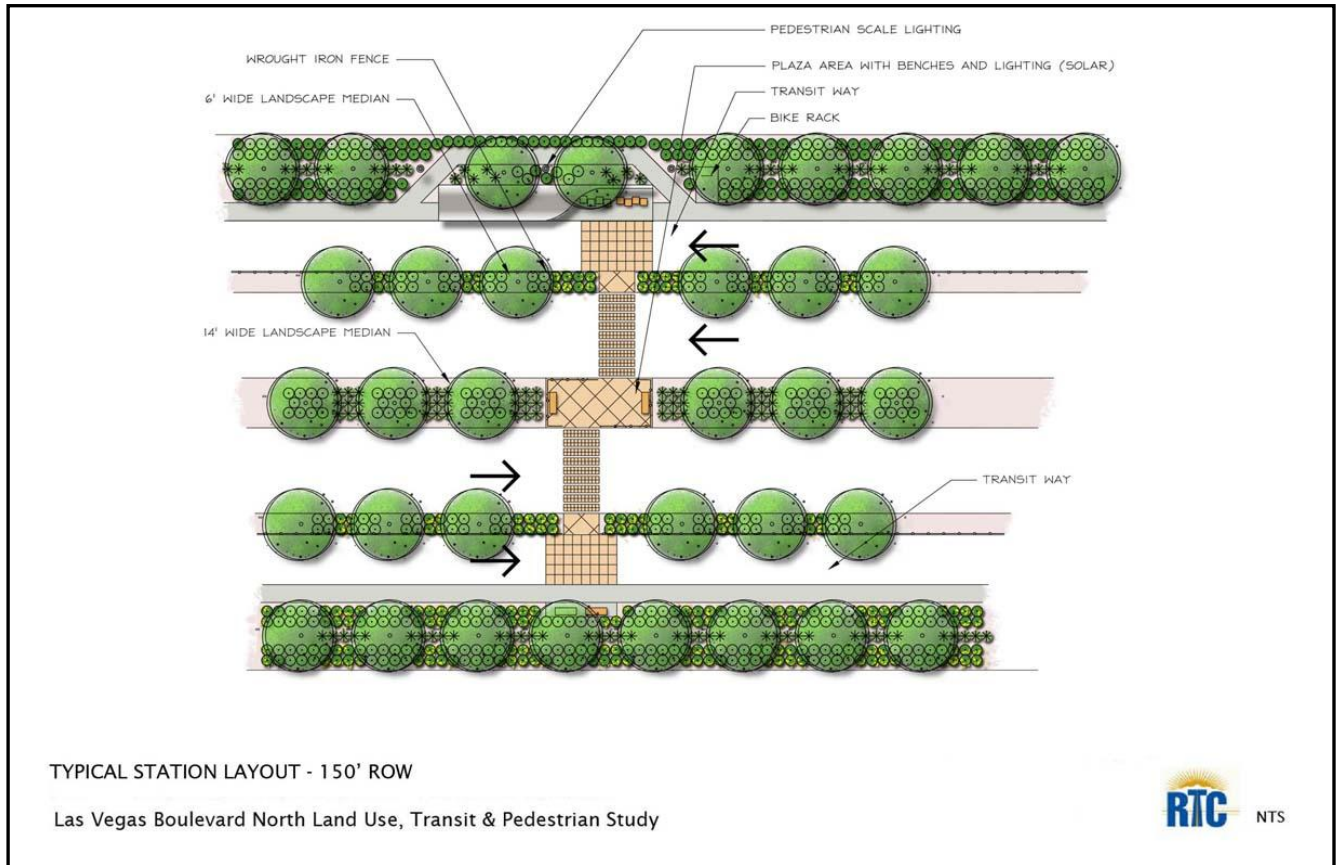 PEDESTRIAN SCALE LIGHTING
WROUGHT IRON FENCE
PLAZA AREA WITH BENCHES AND LIGHTING (SOLAR)
6' WIDE LANDSCAPE MEDIAN
TRANSIT WAY
BIKE RACK
14' WIDE LANDSCAPE MEDIAN
TRANSIT WAY
TYPICAL STATION LAYOUT - 150' ROW
Las Vegas Boulevard North Land Use, Transit & Pedestrian Study
RTC
NTS